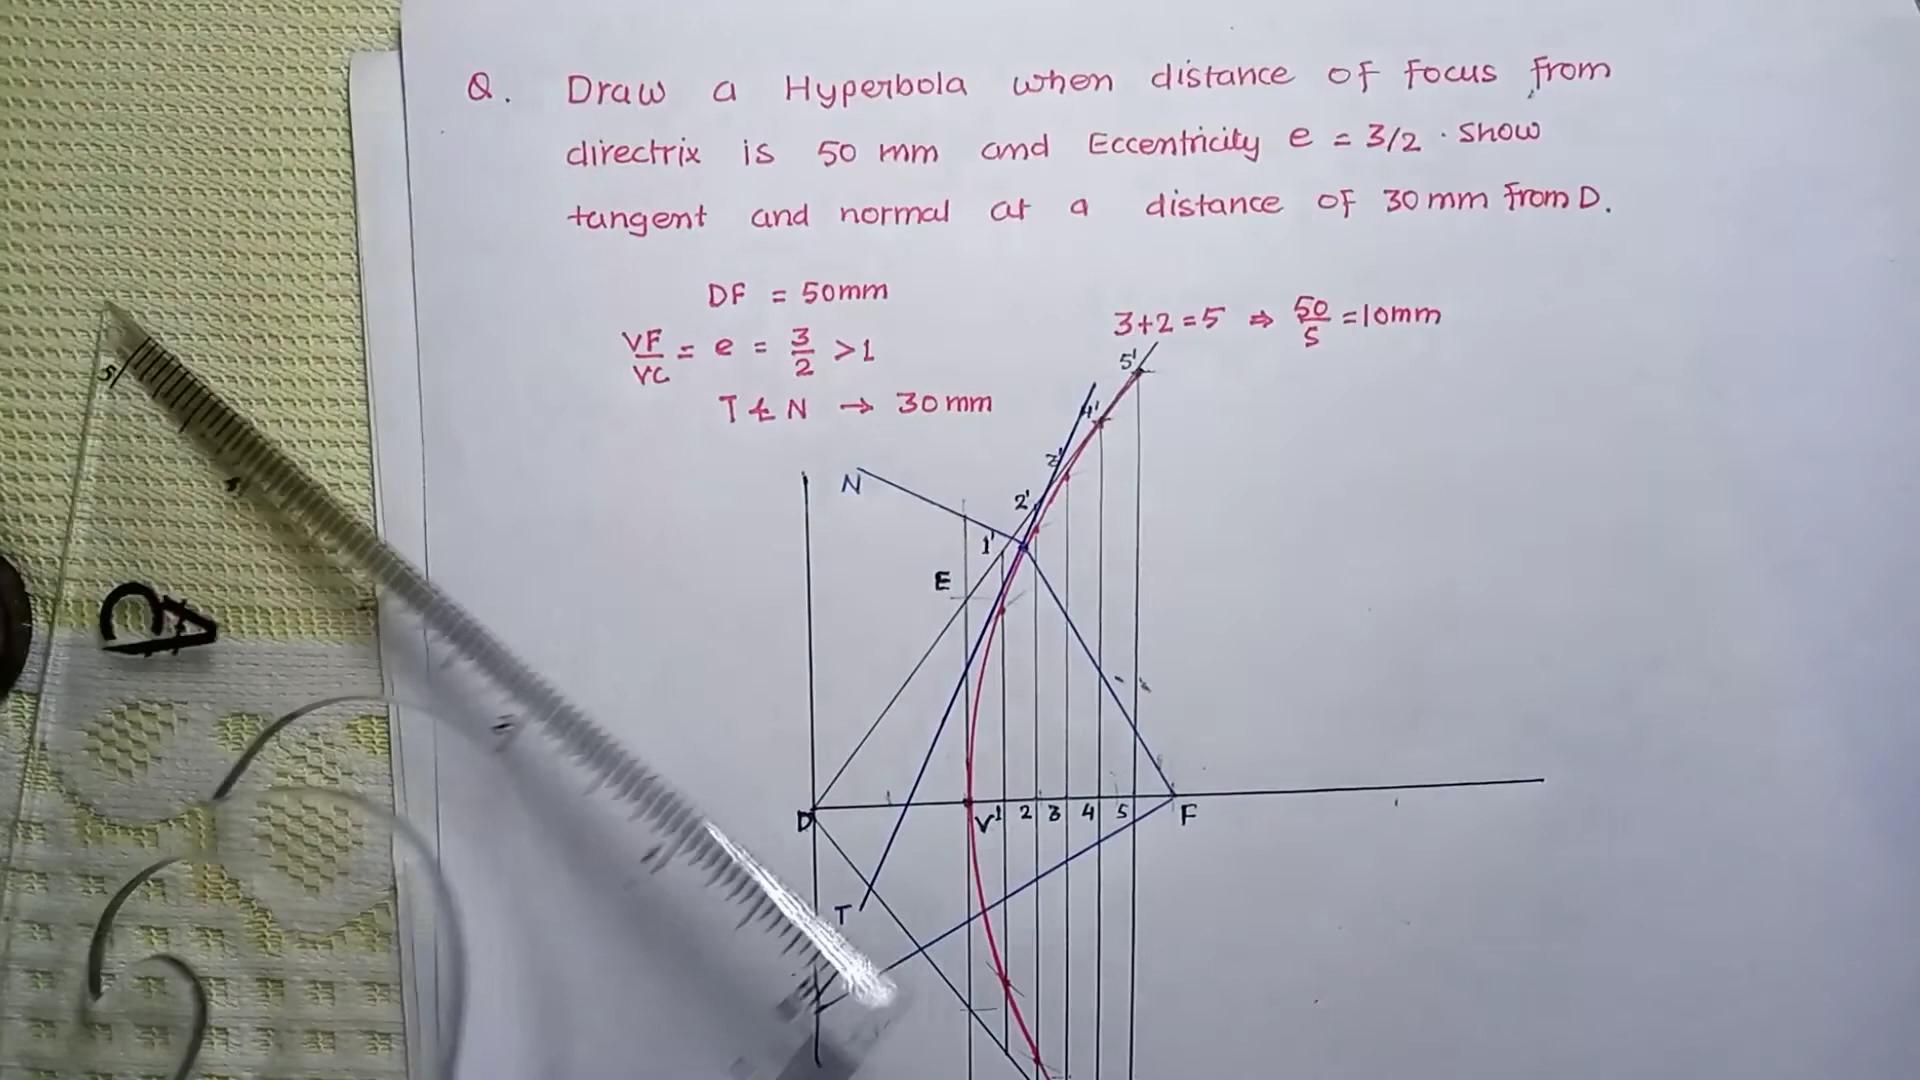 Q. Draw a Hyperbola when distance of focus from
directrix is 50 mm and Eccentricity e = 3/2 . Show
tangent and normal at a distance of 30 mm from D.
DF = 50mm
VF/VC = e = 3/2 > 1
3+2=5 ⇒ 50/5 = 10mm
T & N → 30 mm
5'
4'
3'
N
2'
1'
E
D
V 1 2 3 4 5 F
T